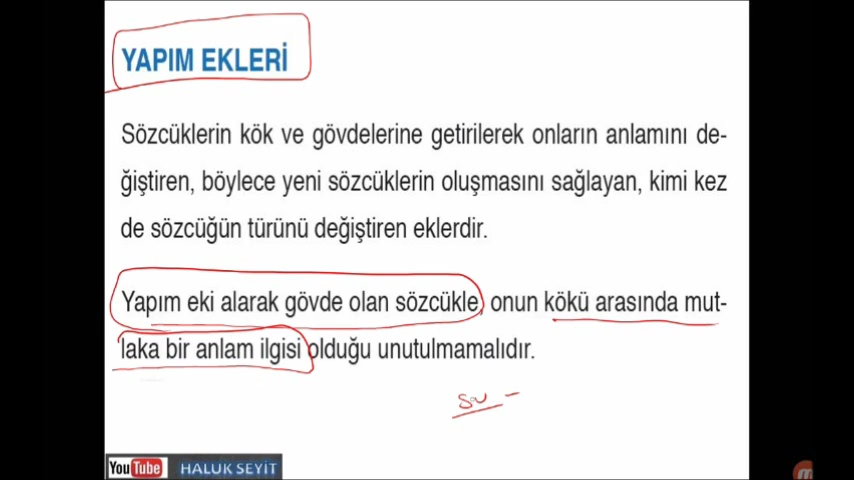 YAPIM EKLERİ
Sözcüklerin kök ve gövdelerine getirilerek onların anlamını de-
ğiştiren, böylece yeni sözcüklerin oluşmasını sağlayan, kimi kez
de sözcüğün türünü değiştiren eklerdir.
Yapım eki alarak gövde olan sözcükle, onun kökü arasında mut-
laka bir anlam ilgisi olduğu unutulmamalıdır.
su -
YouTube HALUK SEYİT